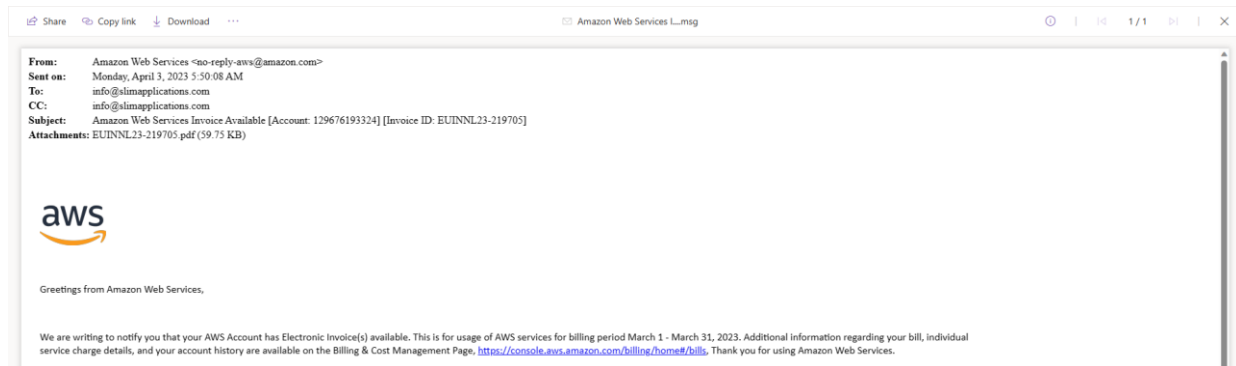 Share Copy link Download ··· Amazon Web Services I....msg 1 / 1
From: Amazon Web Services <no-reply-aws@amazon.com>
Sent on: Monday, April 3, 2023 5:50:08 AM
To: info@slimapplications.com
CC: info@slimapplications.com
Subject: Amazon Web Services Invoice Available [Account: 129676193324] [Invoice ID: EUINNL23-219705]
Attachments: EUINNL23-219705.pdf (59.75 KB)
aws
Greetings from Amazon Web Services,
We are writing to notify you that your AWS Account has Electronic Invoice(s) available. This is for usage of AWS services for billing period March 1 - March 31, 2023. Additional information regarding your bill, individual
service charge details, and your account history are available on the Billing & Cost Management Page, https://console.aws.amazon.com/billing/home#/bills, Thank you for using Amazon Web Services.